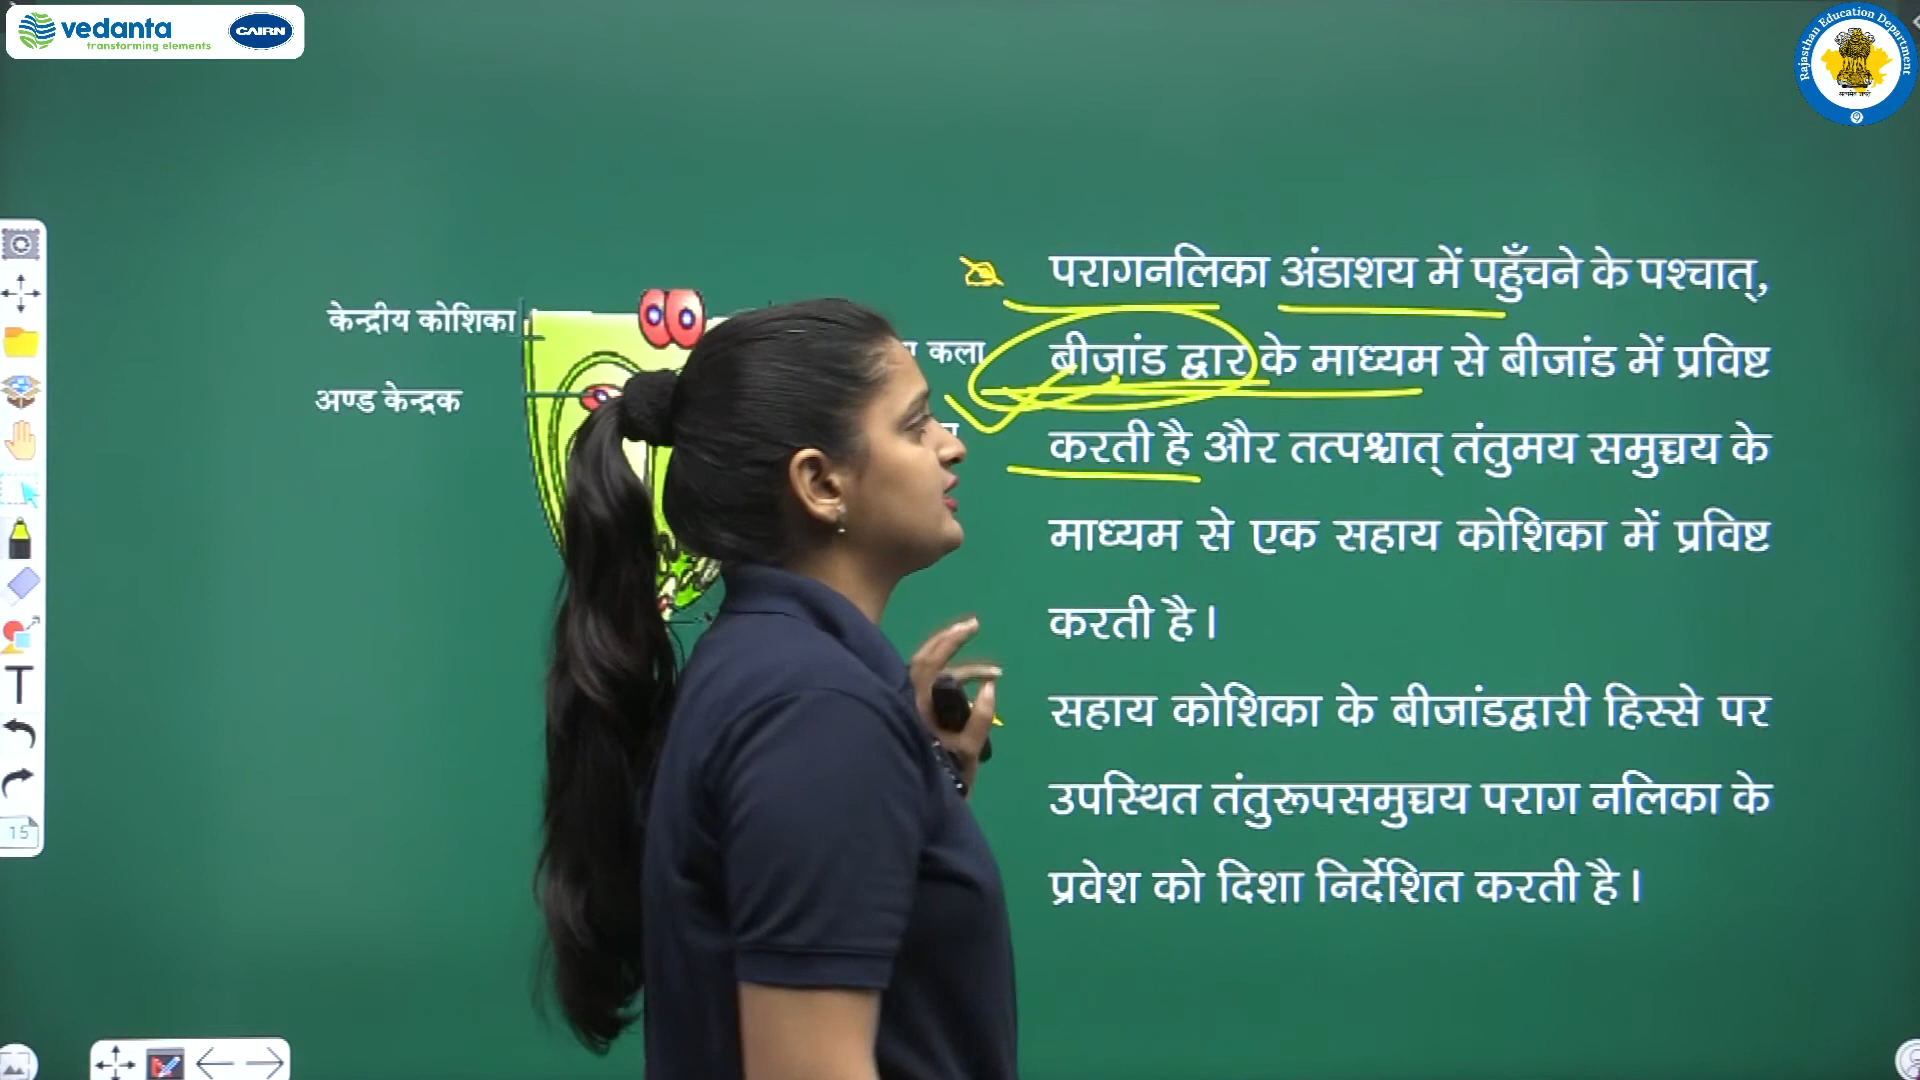 vedanta
transforming elements
CAIRN
Rajasthan Education Department
केन्द्रीय कोशिका
अण्ड केन्द्रक
कला
परागनलिका अंडाशय में पहुँचने के पश्चात्,
बीजांड द्वार के माध्यम से बीजांड में प्रविष्ट
करती है और तत्पश्चात् तंतुमय समुच्चय के
माध्यम से एक सहाय कोशिका में प्रविष्ट
करती है।
सहाय कोशिका के बीजांडद्वारी हिस्से पर
उपस्थित तंतुरूपसमुच्चय पराग नलिका के
प्रवेश को दिशा निर्देशित करती है।
T
15